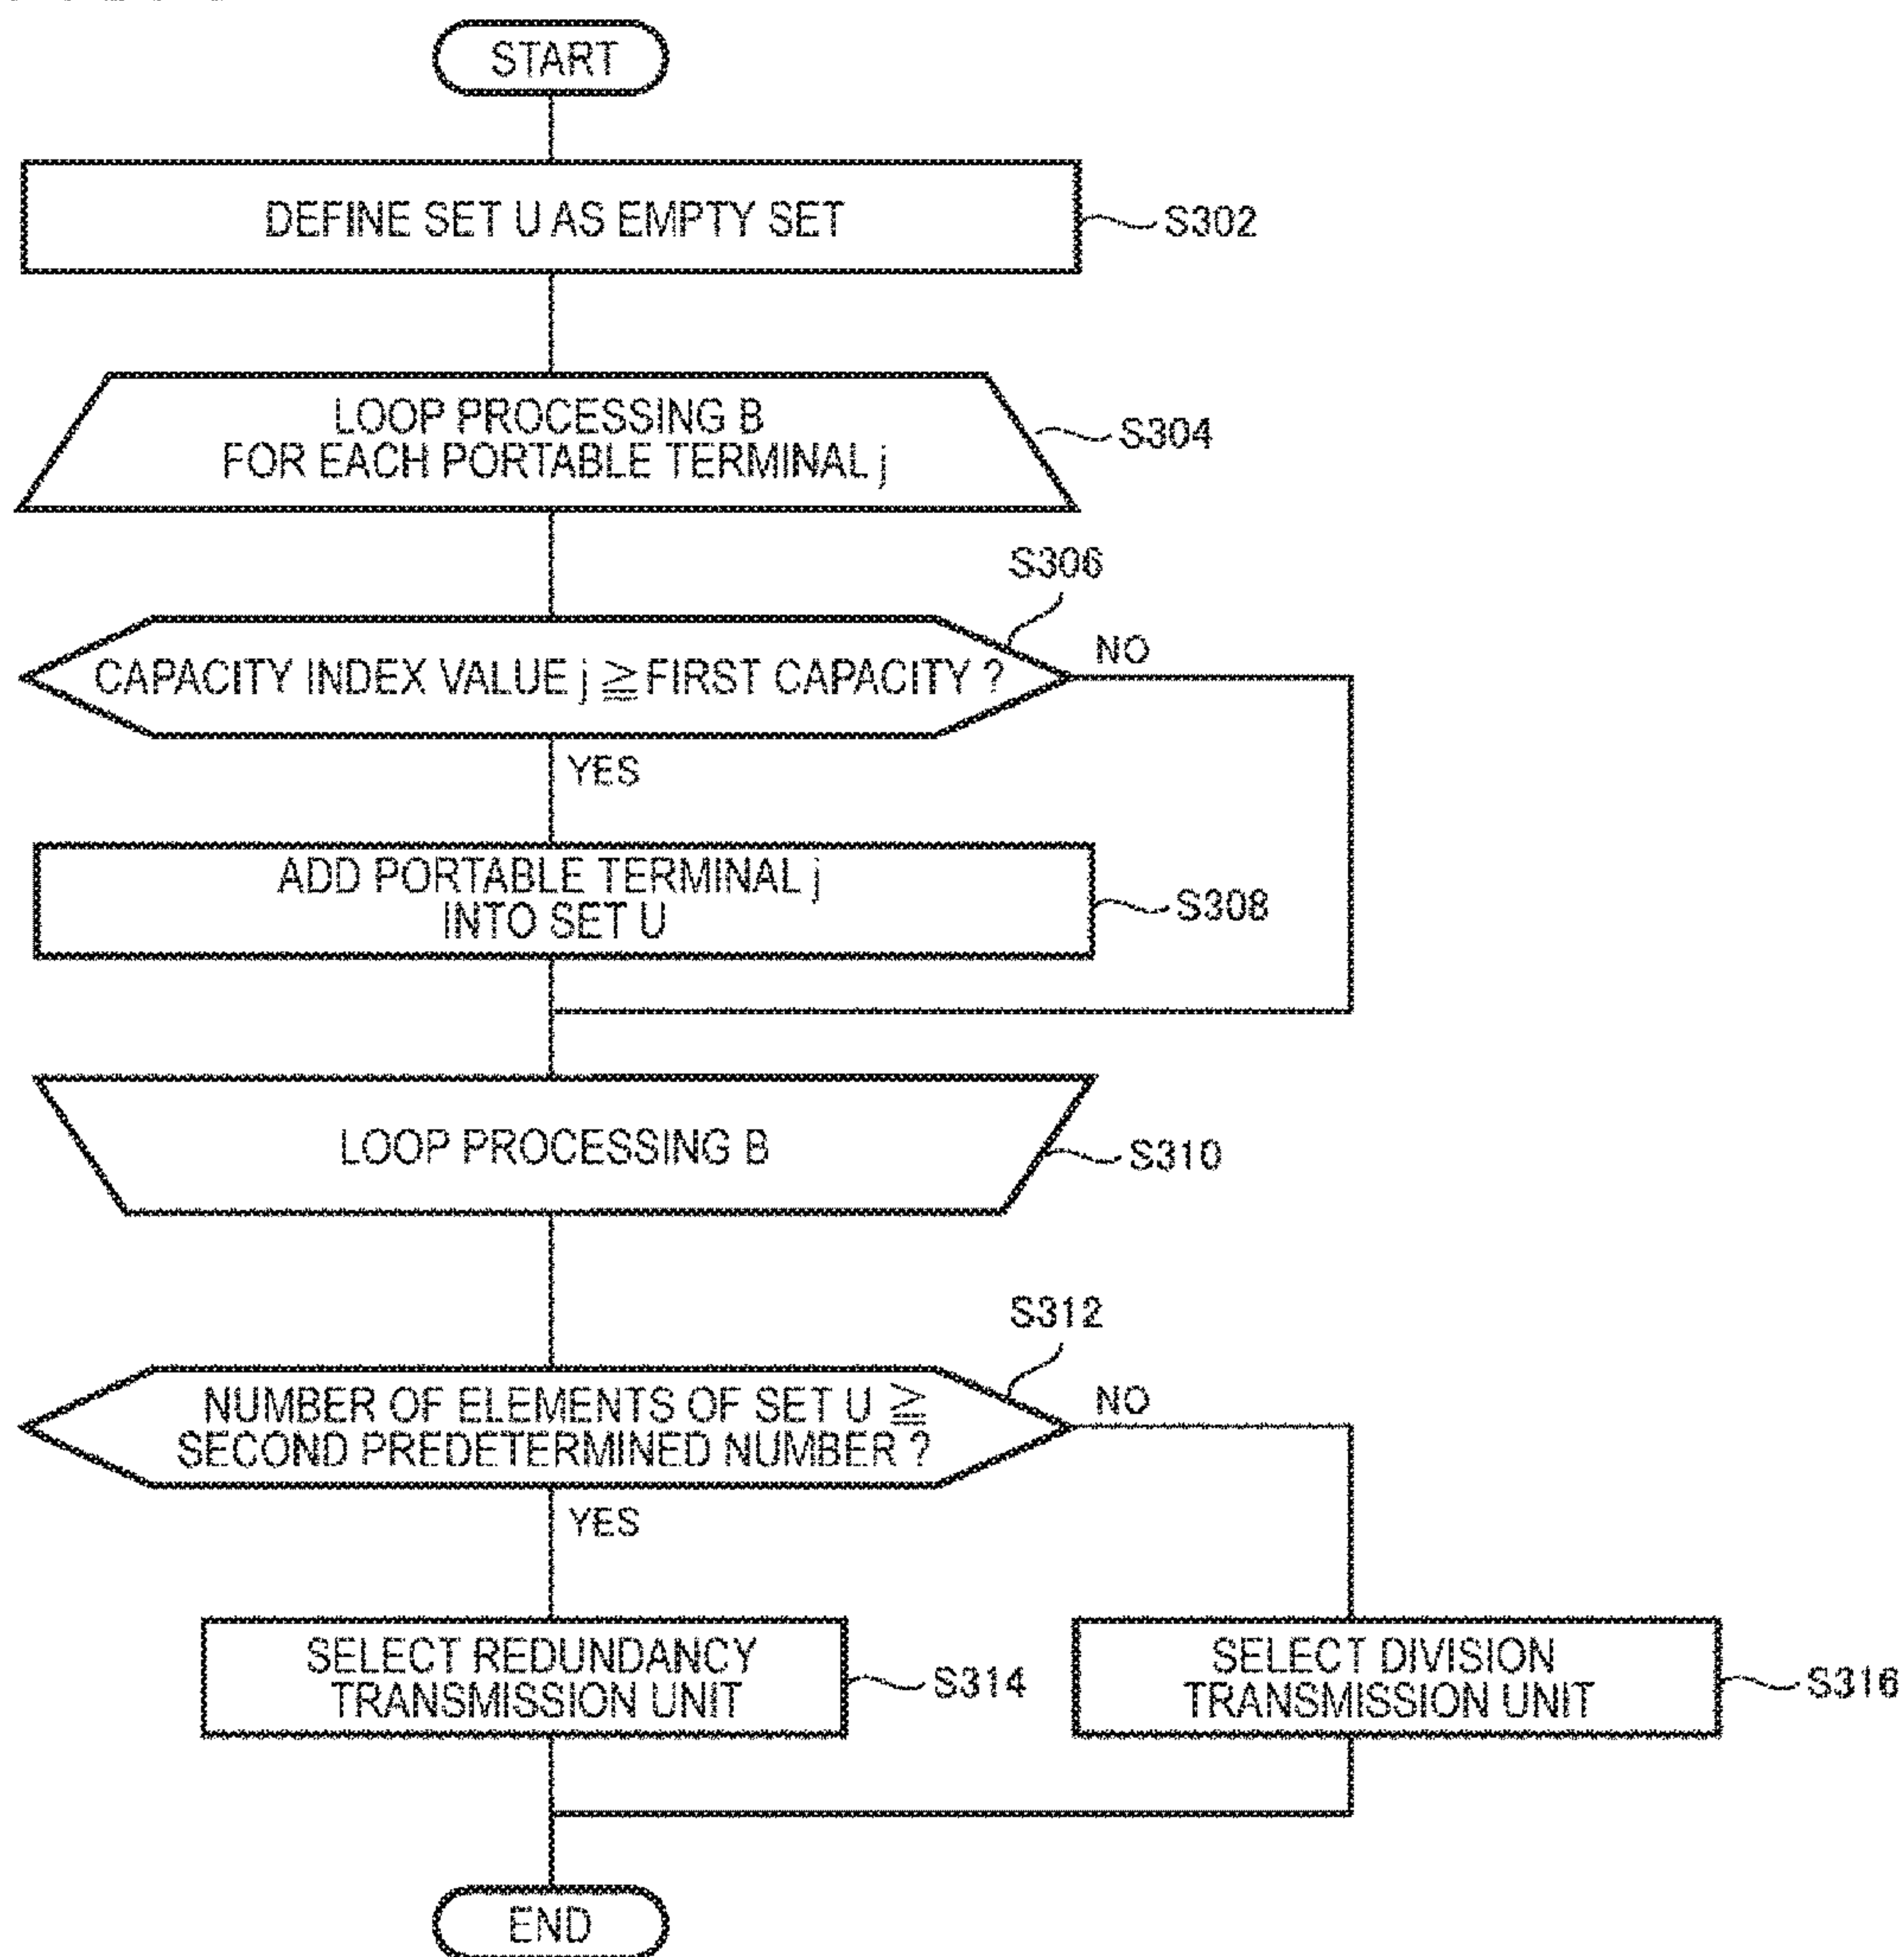 START
DEFINE SET U AS EMPTY SET
S302
LOOP PROCESSING B
FOR EACH PORTABLE TERMINAL j
S304
S306
CAPACITY INDEX VALUE j ≧ FIRST CAPACITY ?
NO
YES
ADD PORTABLE TERMINAL j
INTO SET U
S308
LOOP PROCESSING B
S310
S312
NUMBER OF ELEMENTS OF SET U ≧
SECOND PREDETERMINED NUMBER ?
NO
YES
SELECT REDUNDANCY
TRANSMISSION UNIT
S314
SELECT DIVISION
TRANSMISSION UNIT
S316
END